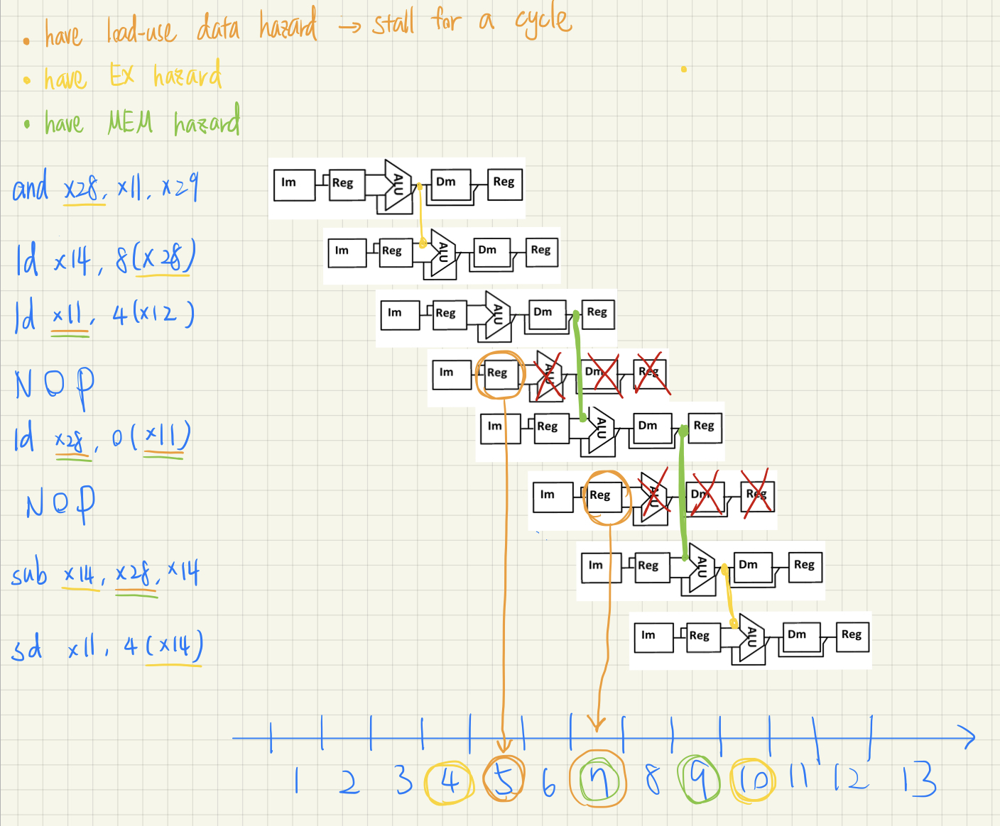 • have load-use data hazard → stall for a cycle
• have EX hazard
• have MEM hazard
and x28, x11, x29
Im Reg ALU Dm Reg
ld x14, 8(x28)
Im Reg ALU Dm Reg
ld x11, 4(x12)
Im Reg ALU Dm Reg
NOP
Im Reg ALU Dm Reg
ld x28, 0(x11)
Im Reg ALU Dm Reg
NOP
Im Reg ALU Dm Reg
sub x14, x28, x14
Im Reg ALU Dm Reg
sd x11, 4(x14)
Im Reg ALU Dm Reg
1 2 3 4 5 6 7 8 9 10 11 12 13